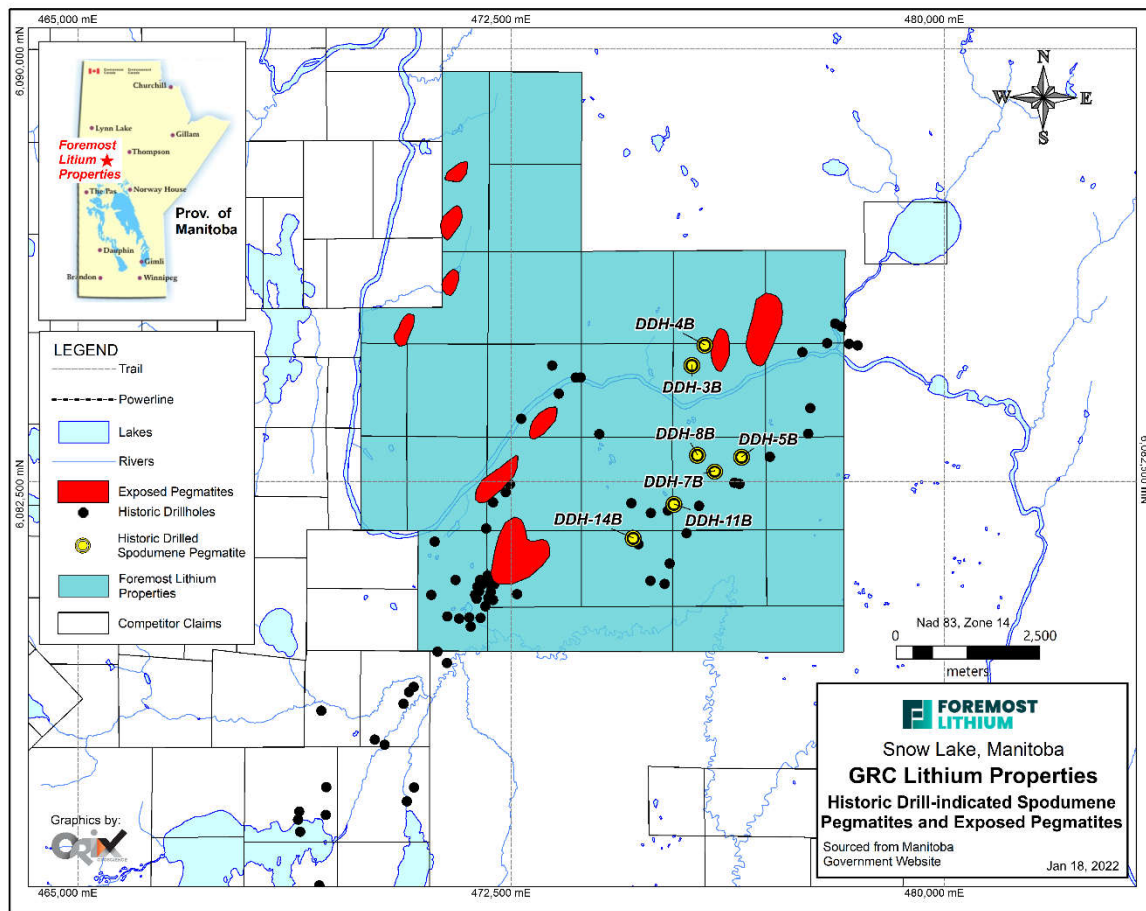 465,000 mE
472,500 mE
480,000 mE
6,090,000 mN
N
W
E
S
Churchill
Lynn Lake
Gillam
Foremost
Litium
Properties
Thompson
The Pas
Norway House
Prov. of
Manitoba
Dauphin
Gimli
Brandon
Winnipeg
LEGEND
Trail
Powerline
Lakes
Rivers
Exposed Pegmatites
Historic Drillholes
Historic Drilled
Spodumene Pegmatite
Foremost Lithium
Properties
Competitor Claims
DDH-4B
DDH-3B
DDH-8B
DDH-5B
DDH-7B
DDH-11B
DDH-14B
6,082,500 mN
6,082,500 mN
Nad 83, Zone 14
0
2,500
meters
FOREMOST
LITHIUM
Snow Lake, Manitoba
GRC Lithium Properties
Historic Drill-indicated Spodumene
Pegmatites and Exposed Pegmatites
Sourced from Manitoba
Government Website
Jan 18, 2022
Graphics by:
ORIX
465,000 mE
472,500 mE
480,000 mE